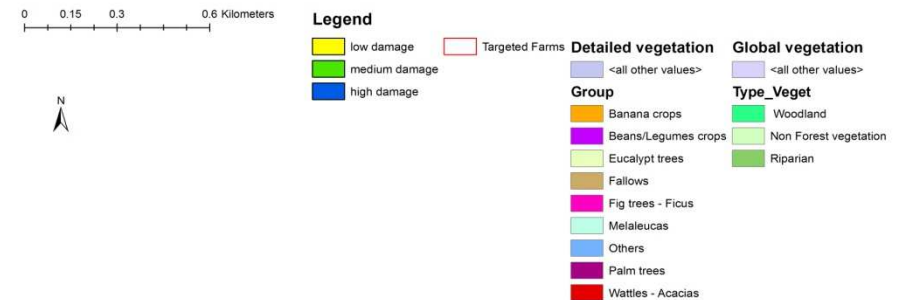 0 0.15 0.3 0.6 Kilometers
N
Legend
low damage
medium damage
high damage
Targeted Farms
Detailed vegetation
<all other values>
Group
Banana crops
Beans/Legumes crops
Eucalypt trees
Fallows
Fig trees - Ficus
Melaleucas
Others
Palm trees
Wattles - Acacias
Global vegetation
<all other values>
Type_Veget
Woodland
Non Forest vegetation
Riparian